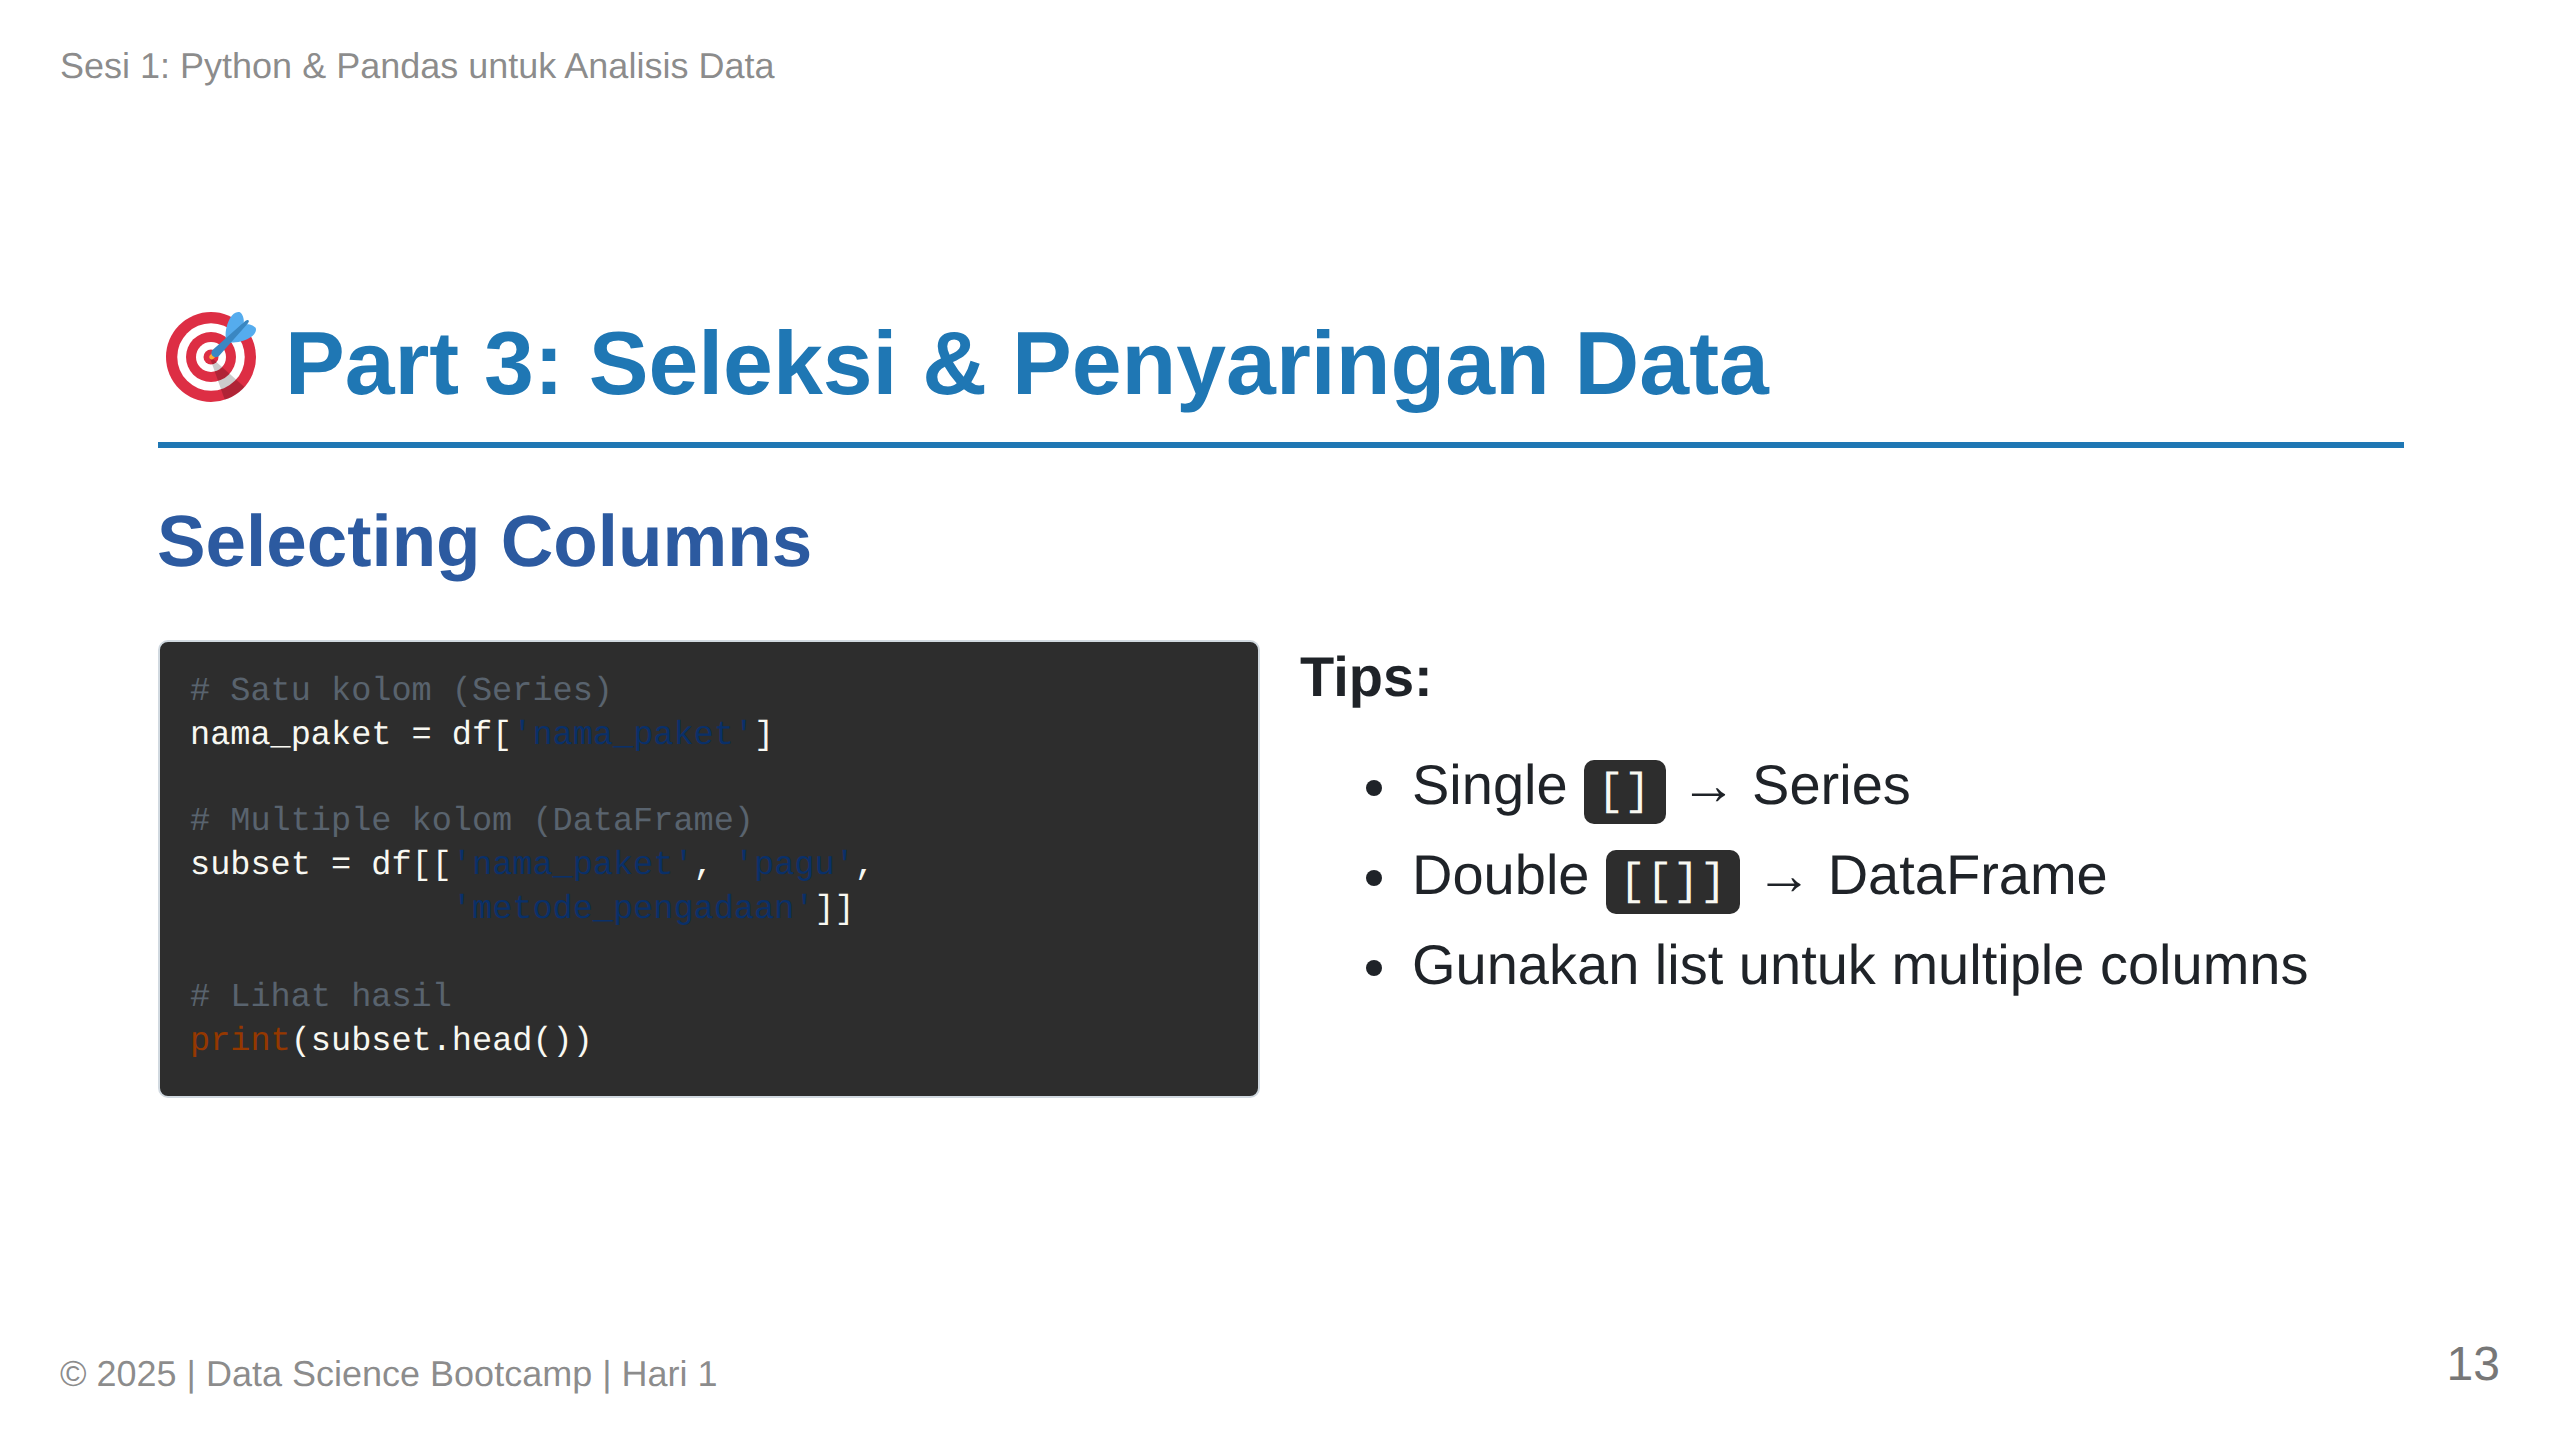 Sesi 1: Python & Pandas untuk Analisis Data
🎯 Part 3: Seleksi & Penyaringan Data
Selecting Columns
# Satu kolom (Series)
nama_paket = df['nama_paket']
# Multiple kolom (DataFrame)
subset = df[['nama_paket', 'pagu',
             'metode_pengadaan']]
# Lihat hasil
print(subset.head())
Tips:
• Single [] → Series
• Double [[]] → DataFrame
• Gunakan list untuk multiple columns
© 2025 | Data Science Bootcamp | Hari 1
13